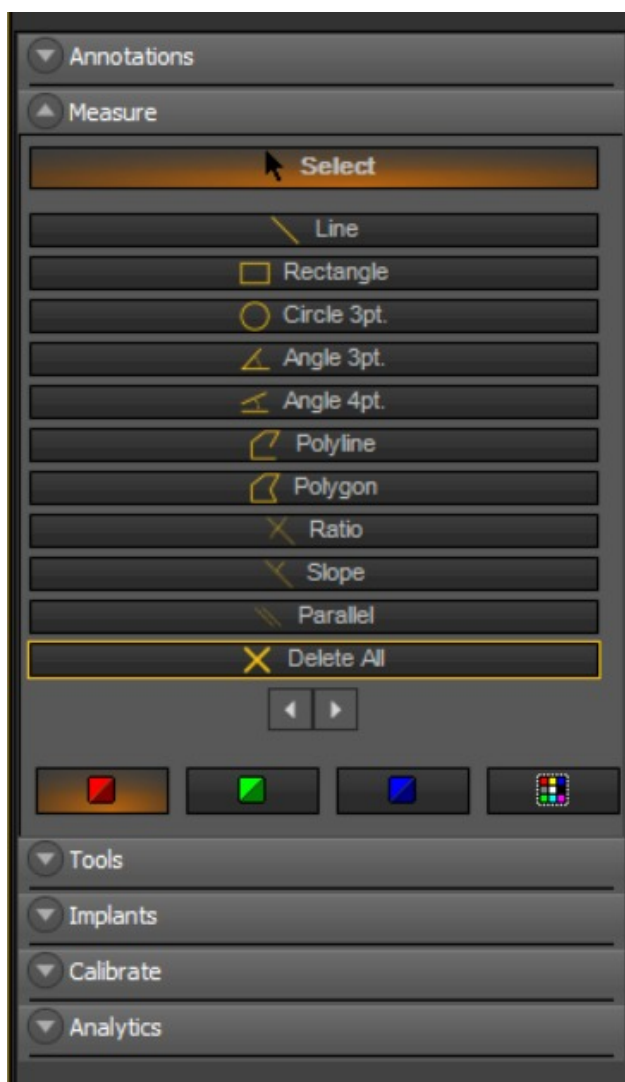 Annotations
Measure
Select
Line
Rectangle
Circle 3pt.
Angle 3pt.
Angle 4pt.
Polyline
Polygon
Ratio
Slope
Parallel
Delete All
Tools
Implants
Calibrate
Analytics